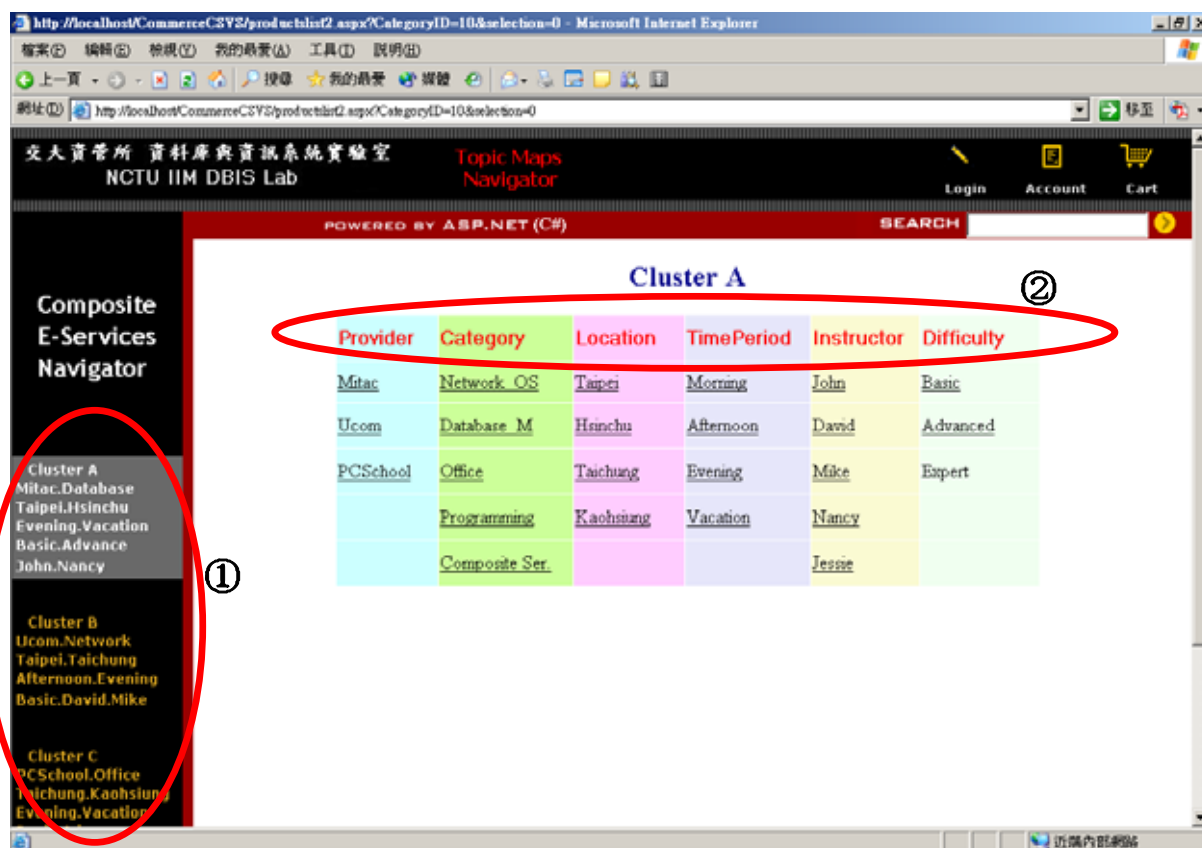 http://localhost/CommerceCSVS/productslist2.aspx?CategoryID=10&selection=0 - Microsoft Internet Explorer
檔案(F) 編輯(E) 檢視(V) 我的最愛(A) 工具(T) 說明(H)
上一頁 搜尋 我的最愛 媒體
網址(D) http://localhost/CommerceCSVS/productslist2.aspx?CategoryID=10&selection=0 移至
交大資管所 資料庫與資訊系統實驗室
NCTU IIM DBIS Lab
Topic Maps
Navigator
Login Account Cart
POWERED BY ASP.NET (C#) SEARCH
Composite
E-Services
Navigator
Cluster A
Mitac.Database
Taipei.Hsinchu
Evening.Vacation
Basic.Advance
John.Nancy
Cluster B
Ucom.Network
Taipei.Taichung
Afternoon.Evening
Basic.David.Mike
Cluster C
PCSchool.Office
Taichung.Kaohsiung
Evening.Vacation
①
Cluster A
②
Provider Category Location TimePeriod Instructor Difficulty
Mitac Network_OS Taipei Morning John Basic
Ucom Database_M Hsinchu Afternoon David Advanced
PCSchool Office Taichung Evening Mike Expert
Programming Kaohsiung Vacation Nancy
Composite Ser. Jessie
近端內部網路